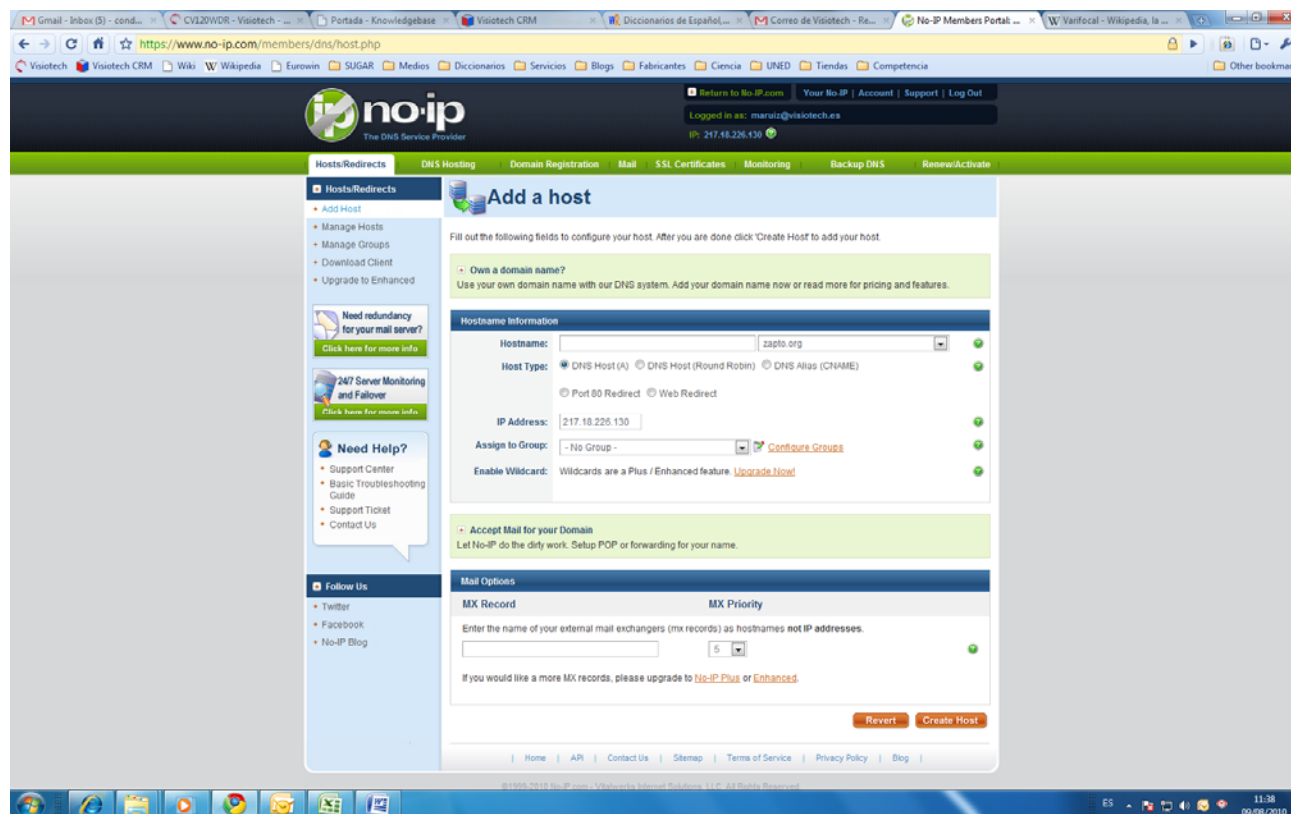 Gmail - Inbox (5) - cond...
CV120WDR - Visiotech - ...
Portada - Knowledgebase
Visiotech CRM
Diccionarios de Español,...
Correo de Visiotech - Re...
No-IP Members Portal: ...
Varifocal - Wikipedia, la ...
https://www.no-ip.com/members/dns/host.php
Visiotech
Visiotech CRM
Wiki
Wikipedia
Eurowin
SUGAR
Medios
Diccionarios
Servicios
Blogs
Fabricantes
Ciencia
UNED
Tiendas
Competencia
Other bookmar
no-ip
The DNS Service Provider
Return to No-IP.com
Your No-IP | Account | Support | Log Out
Logged in as: maruiz@visiotech.es
IP: 217.18.226.130
Hosts/Redirects
DNS Hosting
Domain Registration
Mail
SSL Certificates
Monitoring
Backup DNS
Renew/Activate
Hosts/Redirects
Add Host
Manage Hosts
Manage Groups
Download Client
Upgrade to Enhanced
Need redundancy
for your mail server?
Click here for more info
24/7 Server Monitoring
and Failover
Click here for more info
Need Help?
Support Center
Basic Troubleshooting
Guide
Support Ticket
Contact Us
Follow Us
Twitter
Facebook
No-IP Blog
Add a host
Fill out the following fields to configure your host. After you are done click 'Create Host' to add your host.
Own a domain name?
Use your own domain name with our DNS system. Add your domain name now or read more for pricing and features.
Hostname Information
Hostname:
zapto.org
Host Type:
DNS Host (A)
DNS Host (Round Robin)
DNS Alias (CNAME)
Port 80 Redirect
Web Redirect
IP Address:
217.18.226.130
Assign to Group:
- No Group -
Configure Groups
Enable Wildcard:
Wildcards are a Plus / Enhanced feature. Upgrade Now!
Accept Mail for your Domain
Let No-IP do the dirty work. Setup POP or forwarding for your name.
Mail Options
MX Record
MX Priority
Enter the name of your external mail exchangers (mx records) as hostnames not IP addresses.
5
If you would like a more MX records, please upgrade to No-IP Plus or Enhanced.
Revert
Create Host
| Home | API | Contact Us | Sitemap | Terms of Service | Privacy Policy | Blog |
©1999-2010 No-IP.com - Vitalwerks Internet Solutions, LLC. All Rights Reserved
ES
11:38
09/08/2010